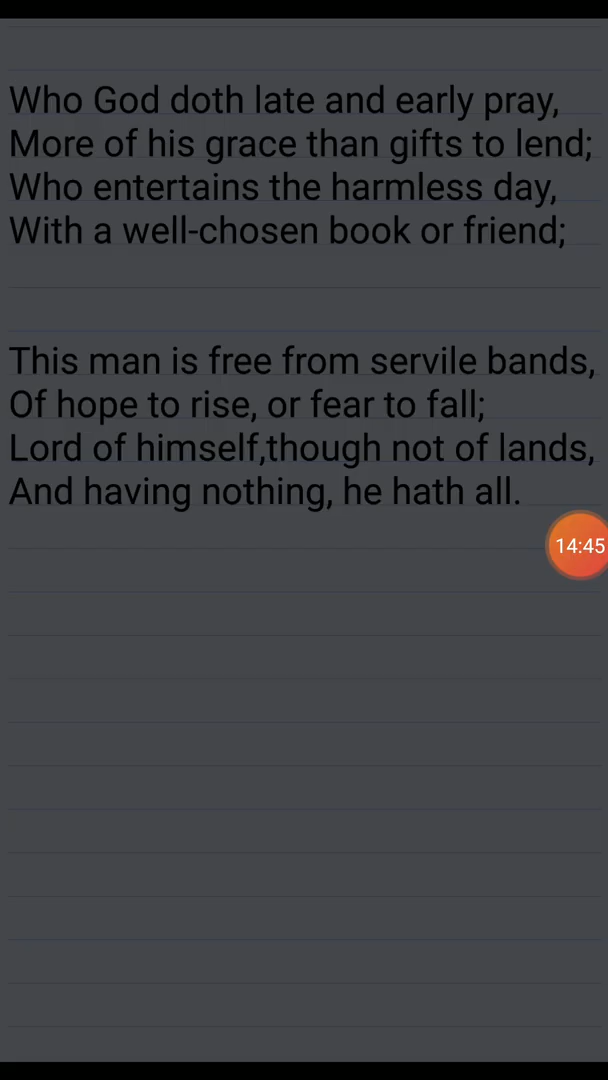 Who God doth late and early pray,
More of his grace than gifts to lend;
Who entertains the harmless day,
With a well-chosen book or friend;
This man is free from servile bands,
Of hope to rise, or fear to fall;
Lord of himself,though not of lands,
And having nothing, he hath all.
14:45